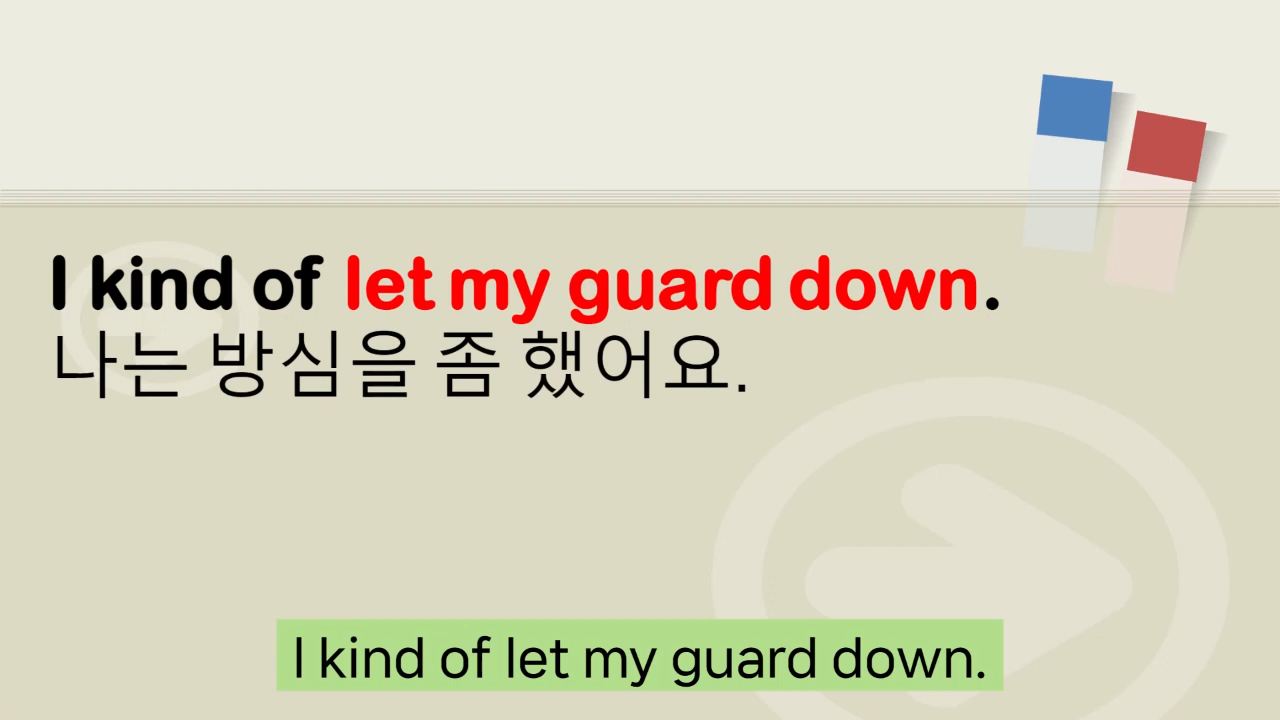 I kind of let my guard down.
나는 방심을 좀 했어요.
I kind of let my guard down.